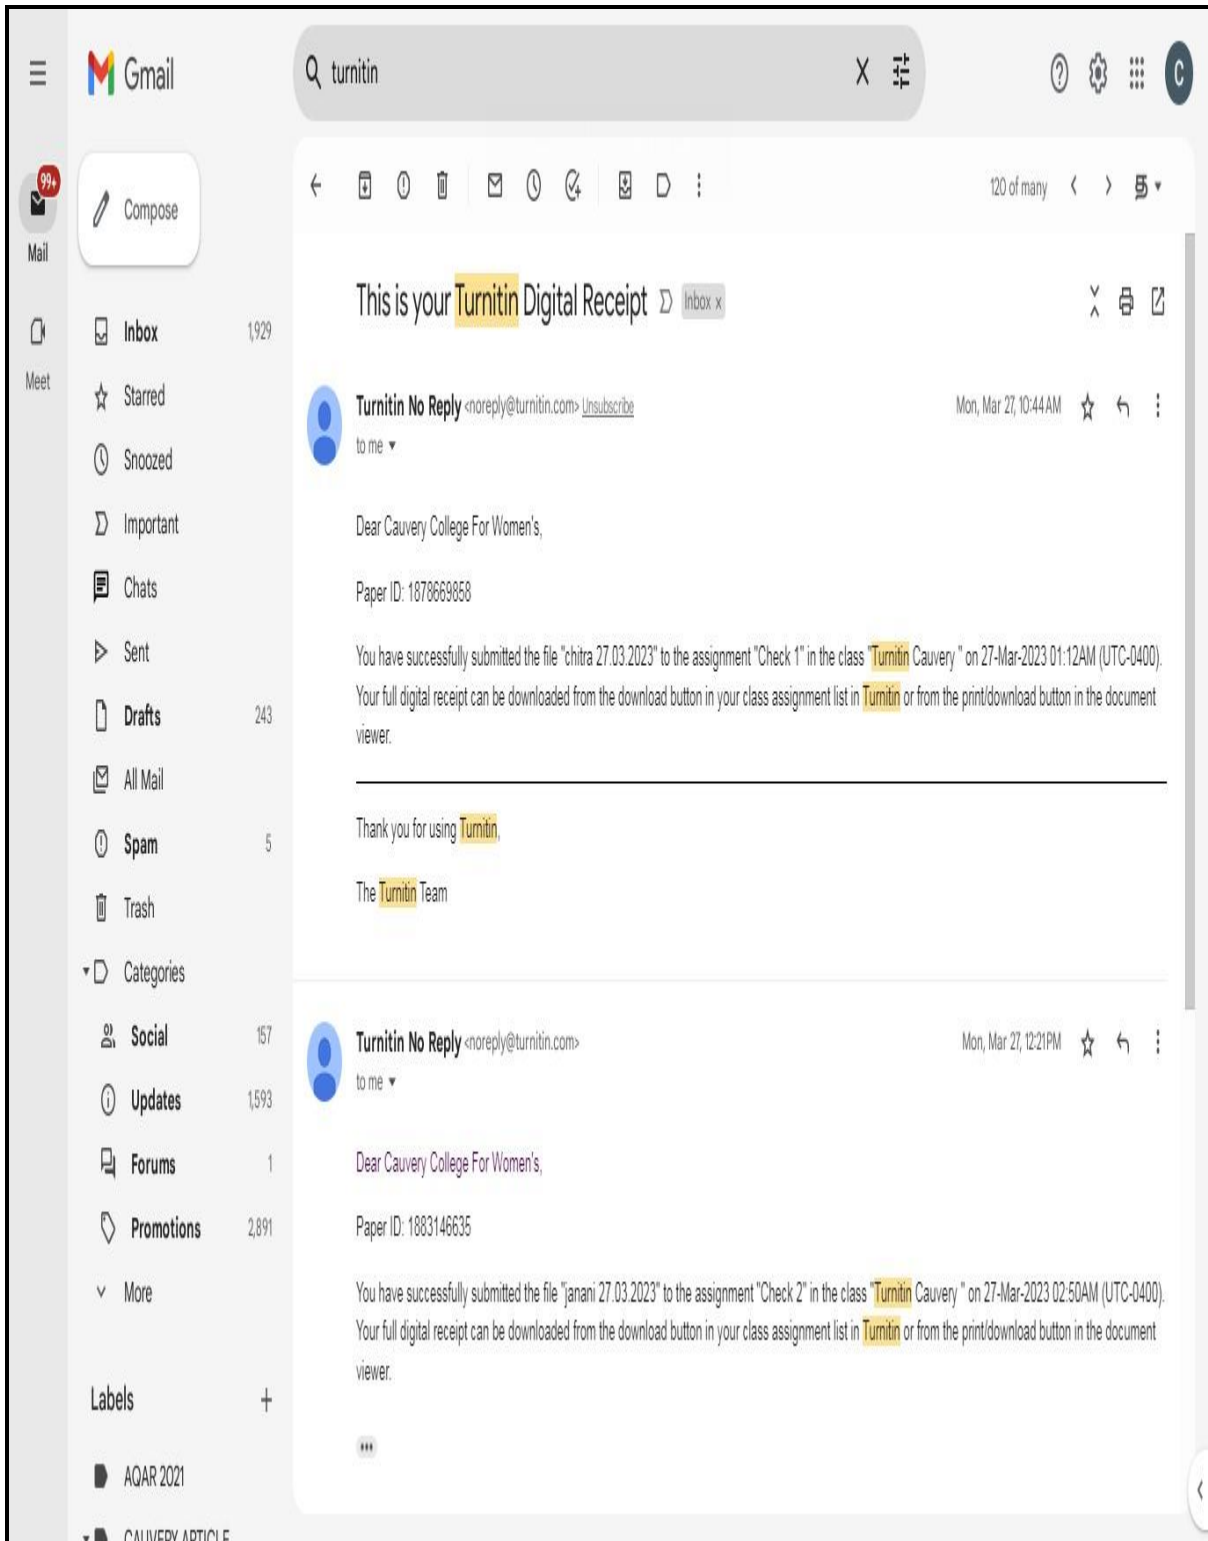 Gmail
turnitin
C
99+
Mail
Meet
Compose
Inbox 1,929
Starred
Snoozed
Important
Chats
Sent
Drafts 243
All Mail
Spam 5
Trash
Categories
Social 157
Updates 1,593
Forums 1
Promotions 2,891
More
Labels +
AQAR 2021
CAUVERY ARTICLE
120 of many
This is your Turnitin Digital Receipt Inbox x
Turnitin No Reply <noreply@turnitin.com> Unsubscribe Mon, Mar 27, 10:44 AM
to me
Dear Cauvery College For Women's,
Paper ID: 1878669858
You have successfully submitted the file "chitra 27.03.2023" to the assignment "Check 1" in the class "Turnitin Cauvery " on 27-Mar-2023 01:12AM (UTC-0400).
Your full digital receipt can be downloaded from the download button in your class assignment list in Turnitin or from the print/download button in the document
viewer.
Thank you for using Turnitin,
The Turnitin Team
Turnitin No Reply <noreply@turnitin.com> Mon, Mar 27, 12:21 PM
to me
Dear Cauvery College For Women's,
Paper ID: 1883146635
You have successfully submitted the file "janani 27.03.2023" to the assignment "Check 2" in the class "Turnitin Cauvery " on 27-Mar-2023 02:50AM (UTC-0400).
Your full digital receipt can be downloaded from the download button in your class assignment list in Turnitin or from the print/download button in the document
viewer.